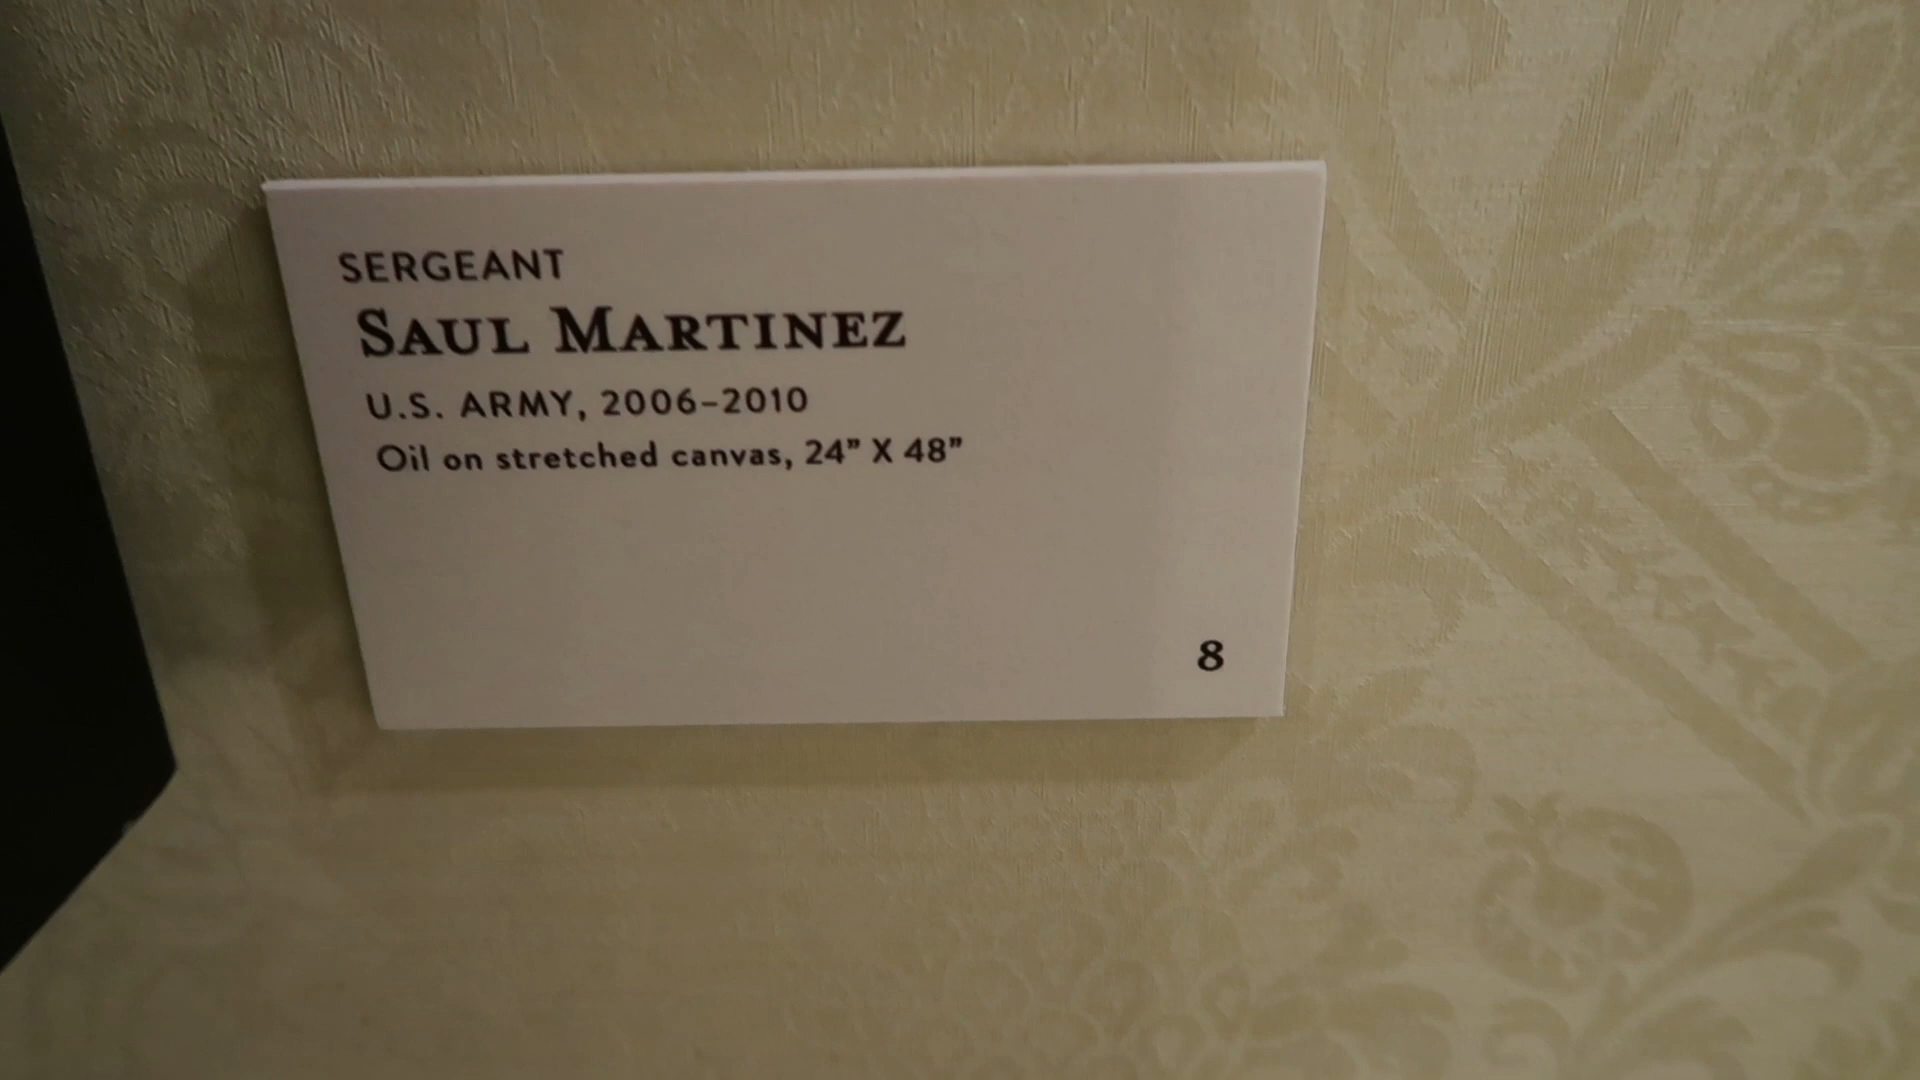 SERGEANT
SAUL MARTINEZ
U.S. ARMY, 2006–2010
Oil on stretched canvas, 24” X 48”
8